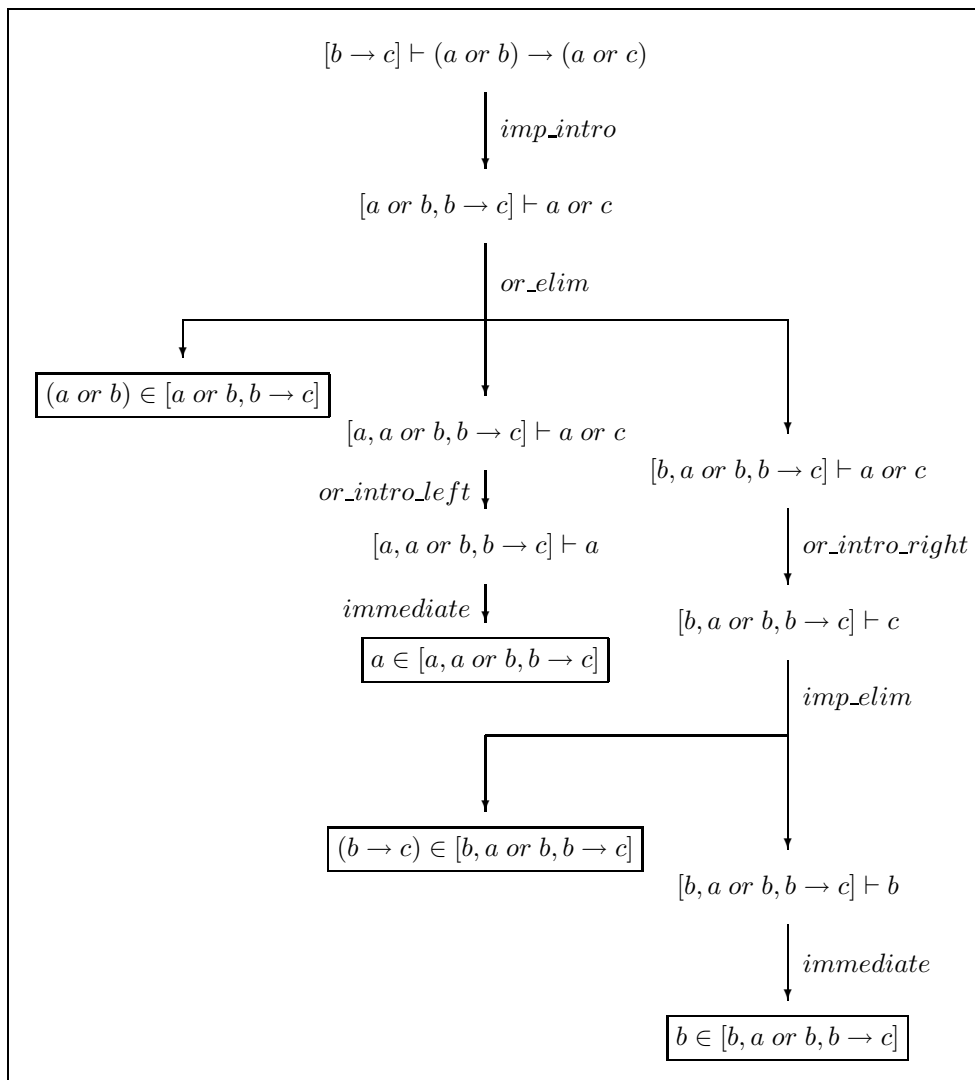 [b → c] ⊢ (a or b) → (a or c)
imp_intro
[a or b, b → c] ⊢ a or c
or_elim
(a or b) ∈ [a or b, b → c]
[a, a or b, b → c] ⊢ a or c
[b, a or b, b → c] ⊢ a or c
or_intro_left
[a, a or b, b → c] ⊢ a
or_intro_right
immediate
[b, a or b, b → c] ⊢ c
a ∈ [a, a or b, b → c]
imp_elim
(b → c) ∈ [b, a or b, b → c]
[b, a or b, b → c] ⊢ b
immediate
b ∈ [b, a or b, b → c]